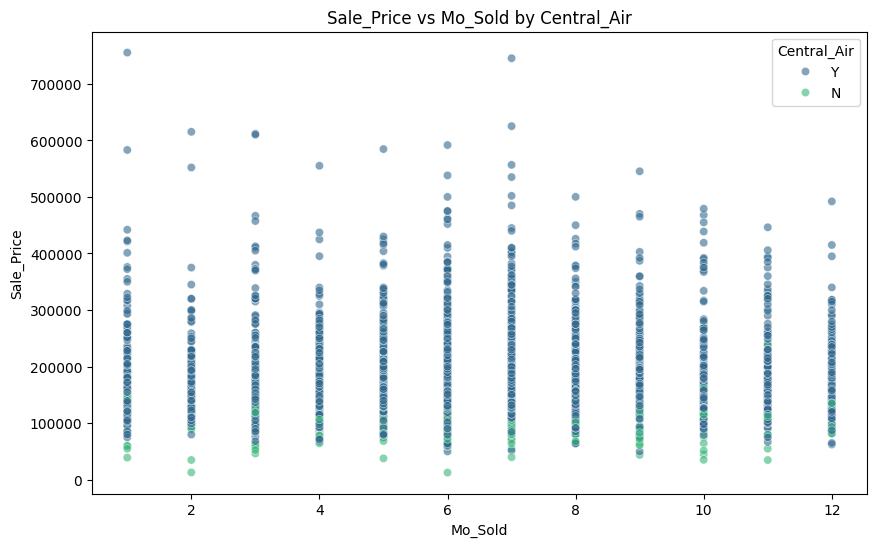 Sale_Price vs Mo_Sold by Central_Air
Central_Air
Y
N
700000
600000
500000
400000
300000
200000
100000
0
Sale_Price
2 4 6 8 10 12
Mo_Sold